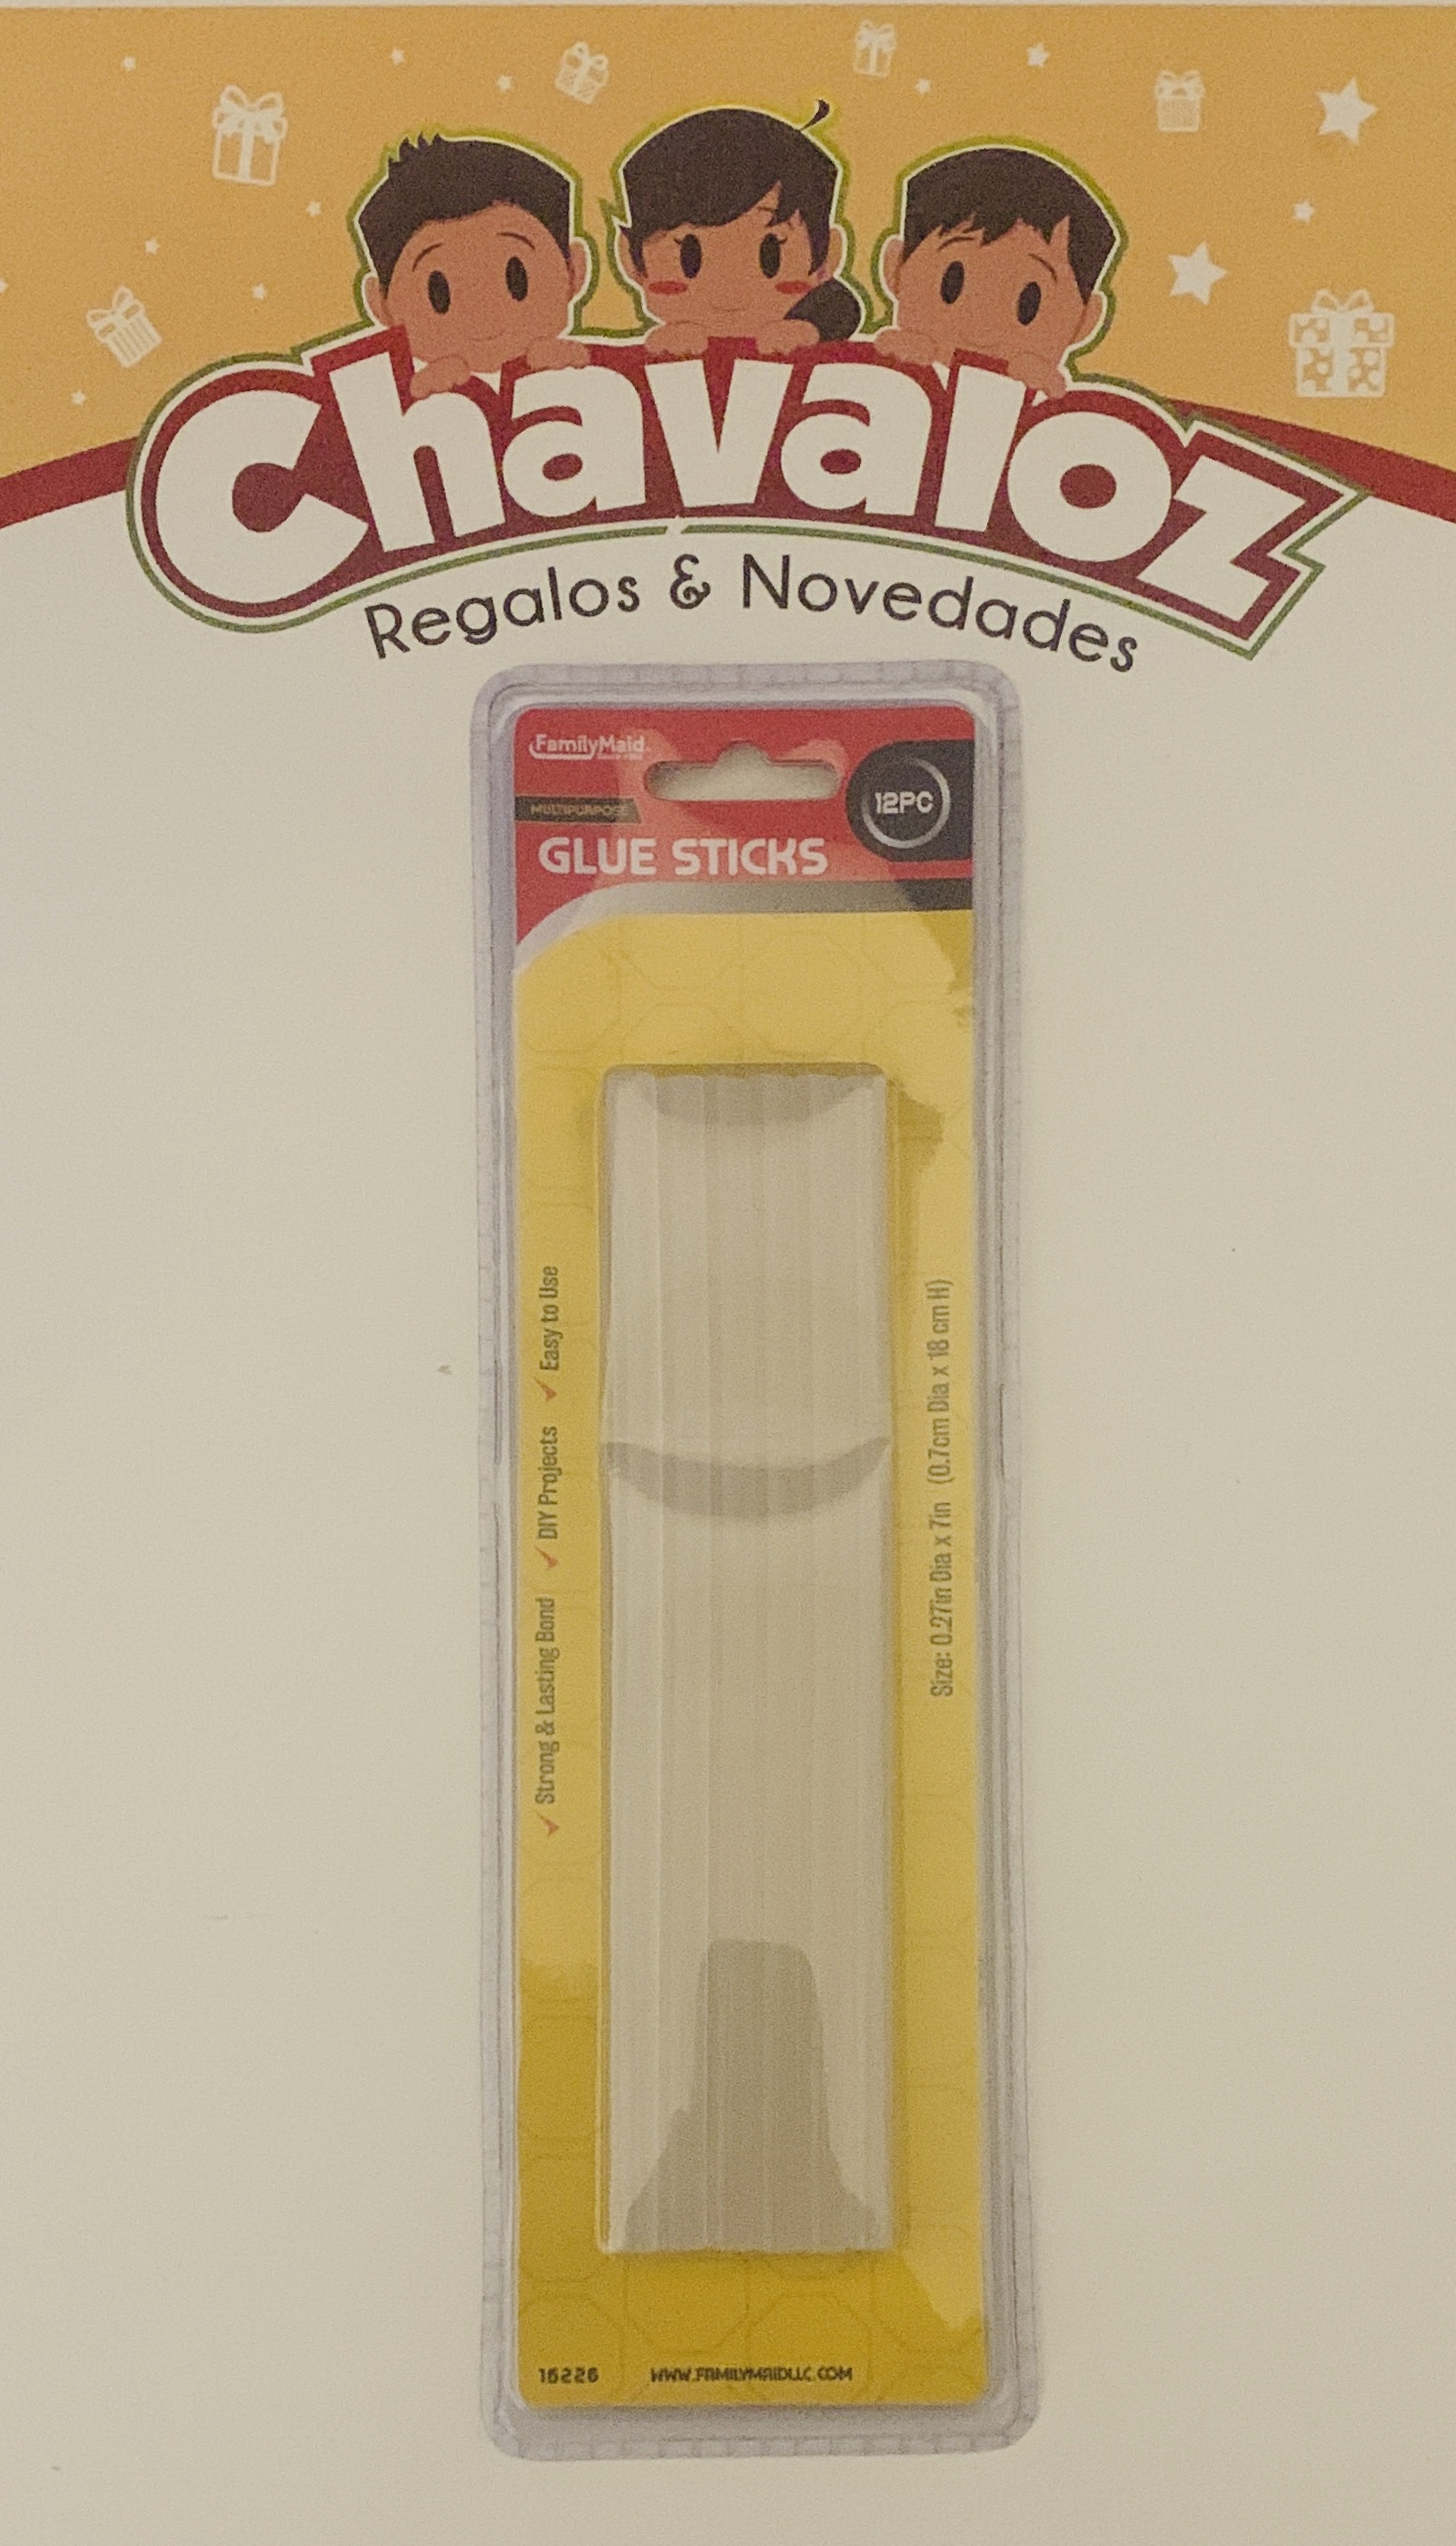 Chavaloz
Regalos & Novedades
FamilyMaid
12PC
MULTIPURPOSE
GLUE STICKS
✓ Strong & Lasting Bond ✓ DIY Projects ✓ Easy to Use
Size: 0.27in Dia x 7in (0.7cm Dia x 18 cm H)
16226 WWW.FAMILYMAIDLLC.COM